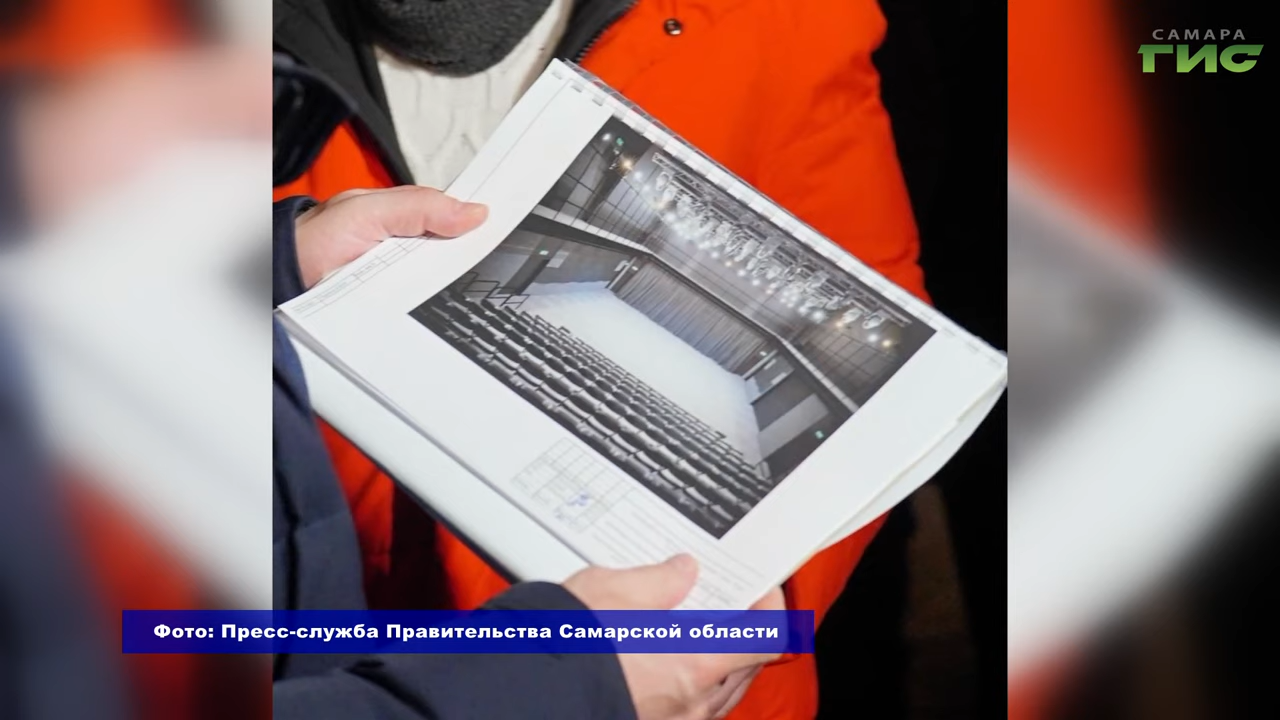 САМАРА
ГИС
Фото: Пресс-служба Правительства Самарской области